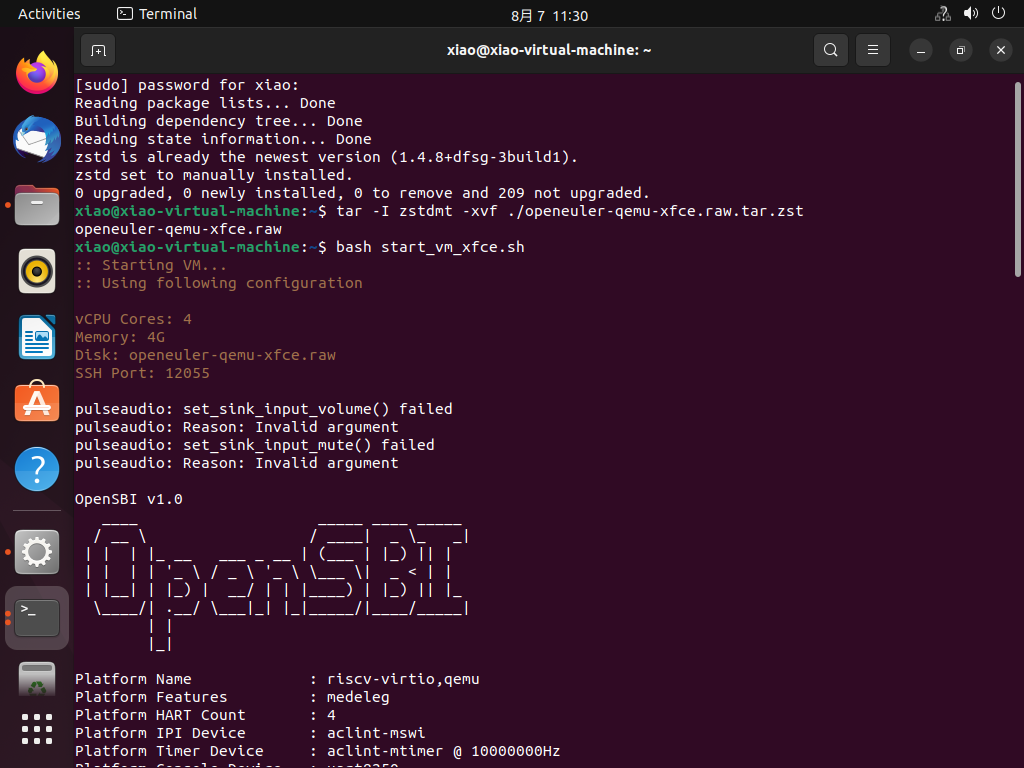 Activities Terminal 8月 7 11:30
xiao@xiao-virtual-machine: ~
[sudo] password for xiao:
Reading package lists... Done
Building dependency tree... Done
Reading state information... Done
zstd is already the newest version (1.4.8+dfsg-3build1).
zstd set to manually installed.
0 upgraded, 0 newly installed, 0 to remove and 209 not upgraded.
xiao@xiao-virtual-machine:~$ tar -I zstdmt -xvf ./openeuler-qemu-xfce.raw.tar.zst
openeuler-qemu-xfce.raw
xiao@xiao-virtual-machine:~$ bash start_vm_xfce.sh
:: Starting VM...
:: Using following configuration
vCPU Cores: 4
Memory: 4G
Disk: openeuler-qemu-xfce.raw
SSH Port: 12055
pulseaudio: set_sink_input_volume() failed
pulseaudio: Reason: Invalid argument
pulseaudio: set_sink_input_mute() failed
pulseaudio: Reason: Invalid argument
OpenSBI v1.0
OpenSBI
Platform Name : riscv-virtio,qemu
Platform Features : medeleg
Platform HART Count : 4
Platform IPI Device : aclint-mswi
Platform Timer Device : aclint-mtimer @ 10000000Hz